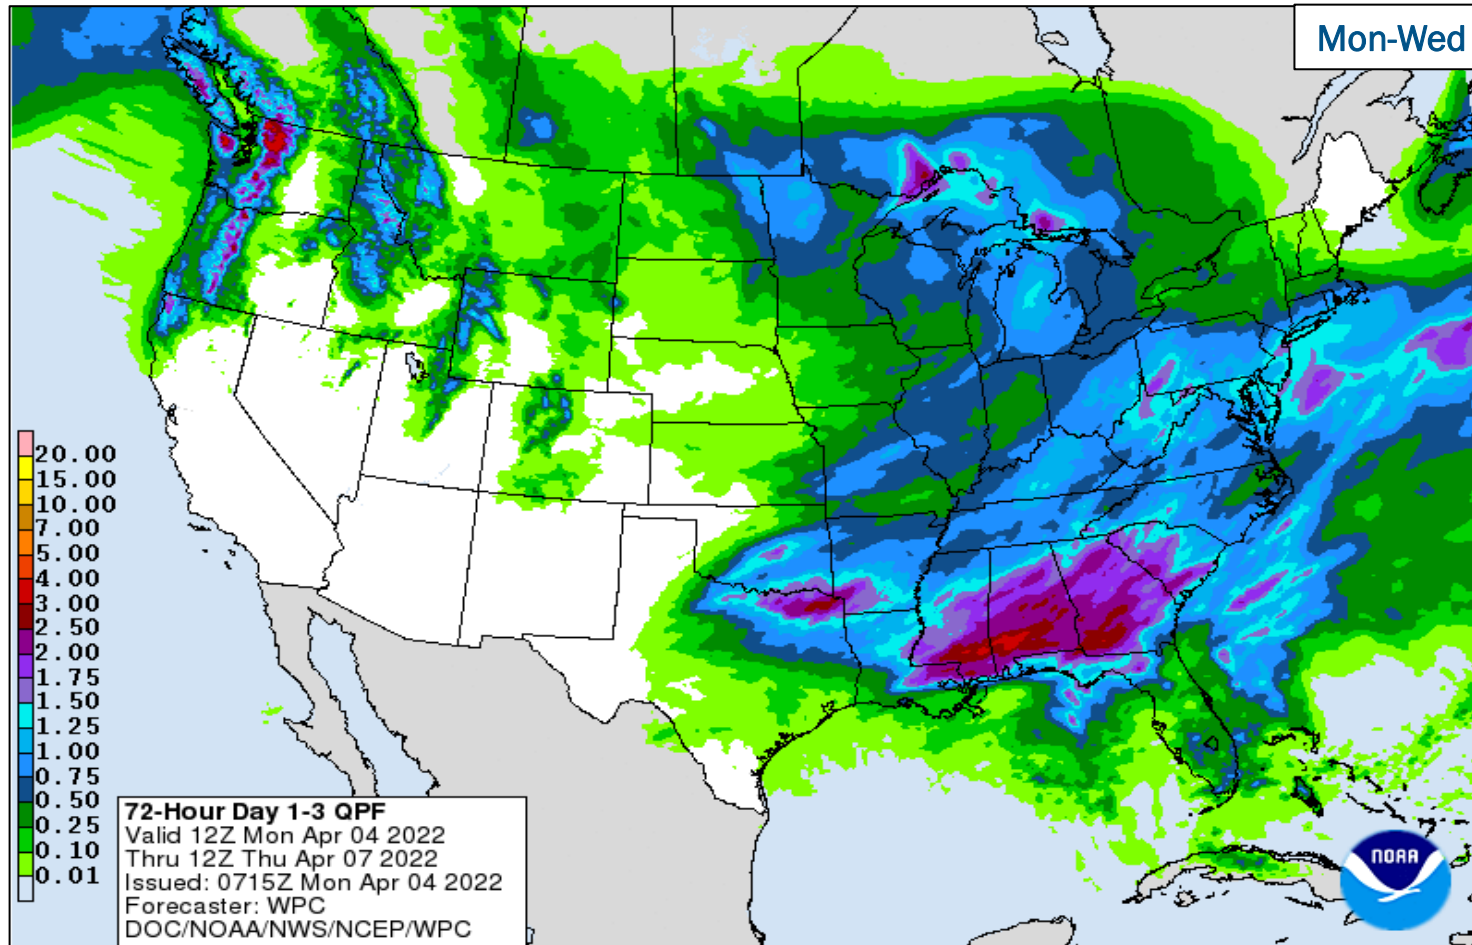 Mon-Wed
20.00
15.00
10.00
7.00
5.00
4.00
3.00
2.50
2.00
1.75
1.50
1.25
1.00
0.75
0.50
0.25
0.10
0.01
72-Hour Day 1-3 QPF
Valid 12Z Mon Apr 04 2022
Thru 12Z Thu Apr 07 2022
Issued: 0715Z Mon Apr 04 2022
Forecaster: WPC
DOC/NOAA/NWS/NCEP/WPC
NOAA